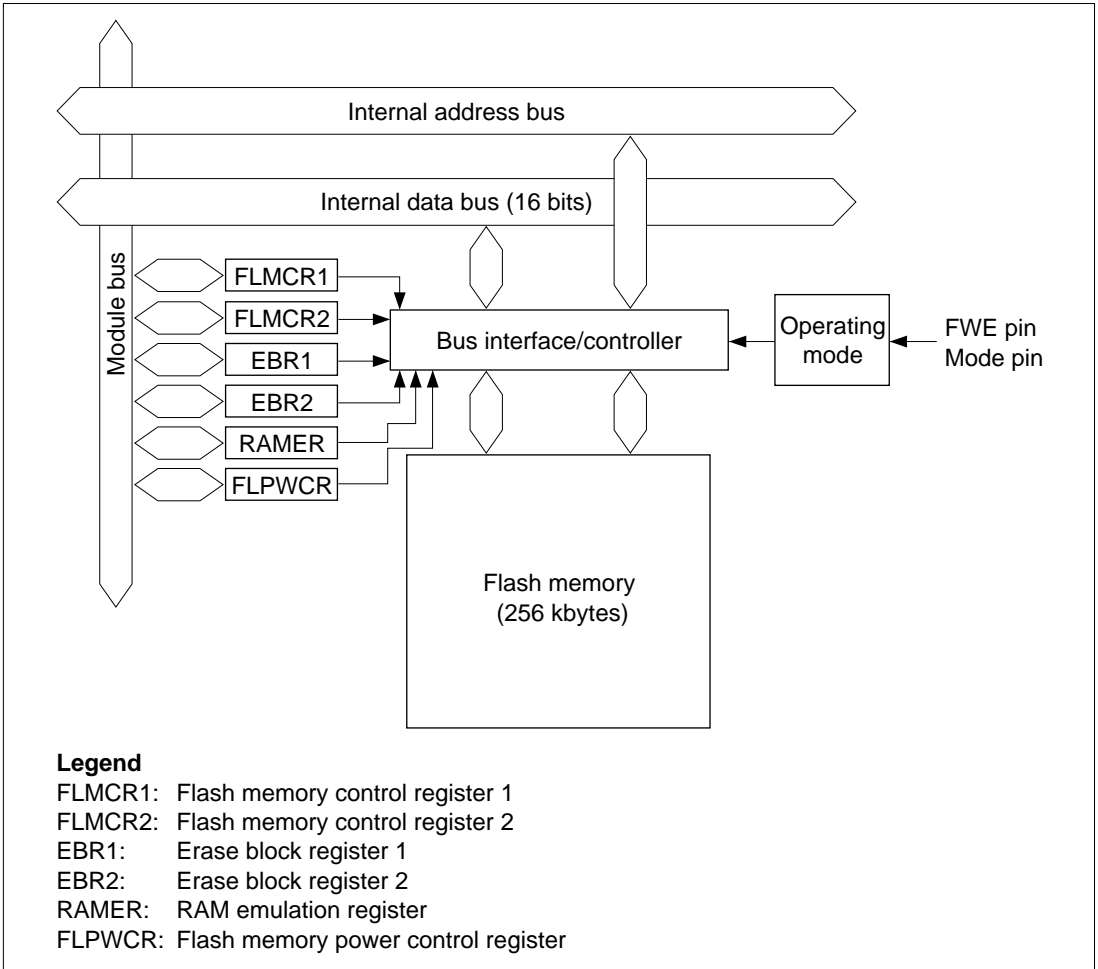 Internal address bus
Internal data bus (16 bits)
Module bus
FLMCR1
FLMCR2
EBR1
EBR2
RAMER
FLPWCR
Bus interface/controller
Operating
mode
FWE pin
Mode pin
Flash memory
(256 kbytes)
Legend
FLMCR1: Flash memory control register 1
FLMCR2: Flash memory control register 2
EBR1: Erase block register 1
EBR2: Erase block register 2
RAMER: RAM emulation register
FLPWCR: Flash memory power control register